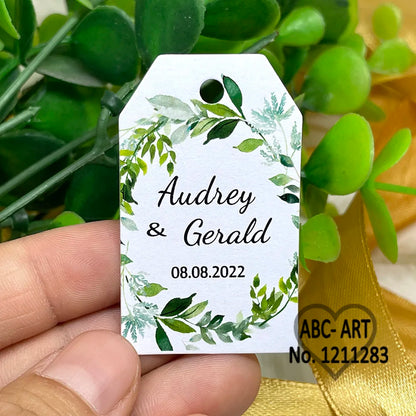 Audrey
& Gerald
08.08.2022
ABC- ART
No. 1211283